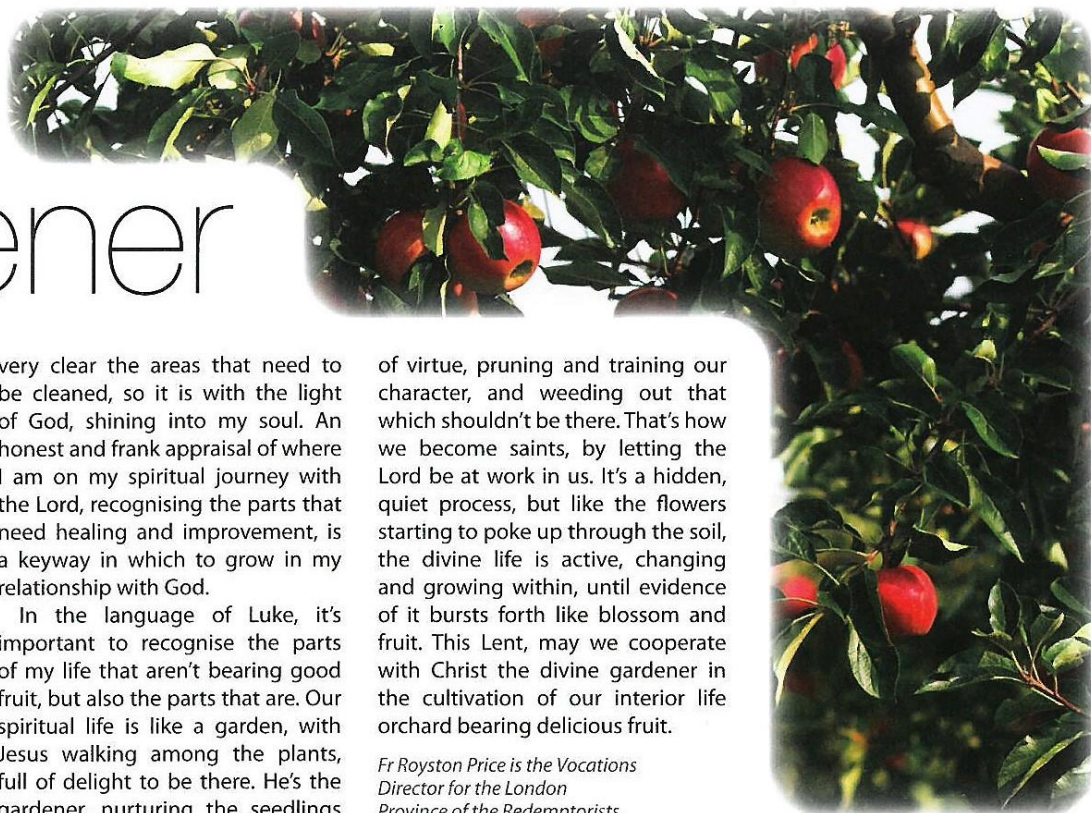 ener
very clear the areas that need to
be cleaned, so it is with the light
of God, shining into my soul. An
honest and frank appraisal of where
I am on my spiritual journey with
the Lord, recognising the parts that
need healing and improvement, is
a keyway in which to grow in my
relationship with God.
In the language of Luke, it's
important to recognise the parts
of my life that aren't bearing good
fruit, but also the parts that are. Our
spiritual life is like a garden, with
Jesus walking among the plants,
full of delight to be there. He's the
gardener, nurturing the seedlings
of virtue, pruning and training our
character, and weeding out that
which shouldn't be there. That's how
we become saints, by letting the
Lord be at work in us. It's a hidden,
quiet process, but like the flowers
starting to poke up through the soil,
the divine life is active, changing
and growing within, until evidence
of it bursts forth like blossom and
fruit. This Lent, may we cooperate
with Christ the divine gardener in
the cultivation of our interior life
orchard bearing delicious fruit.
Fr Royston Price is the Vocations
Director for the London
Province of the Redemptorists